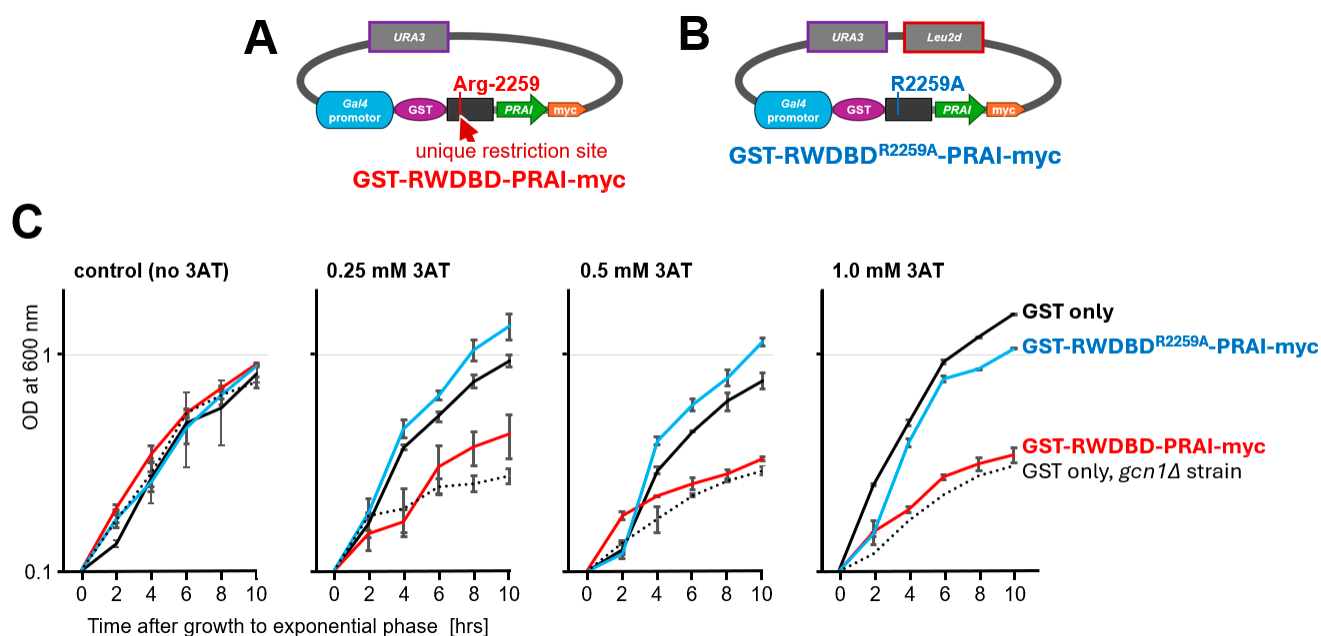 A
URA3
Arg-2259
Gal4
promotor
GST
PRAI
myc
unique restriction site
GST-RWDBD-PRAI-myc
B
URA3
Leu2d
R2259A
Gal4
promotor
GST
PRAI
myc
GST-RWDBDR2259A-PRAI-myc
C
control (no 3AT)
0.25 mM 3AT
0.5 mM 3AT
1.0 mM 3AT
OD at 6600 nm
1
0.1
GST only
GST-RWDBDR2259A-PRAI-myc
GST-RWDBD-PRAI-myc
GST only, gcn1Δ strain
0 2 4 6 8 10
0 2 4 6 8 10
0 2 4 6 8 10
0 2 4 6 8 10
Time after growth to exponential phase [hrs]